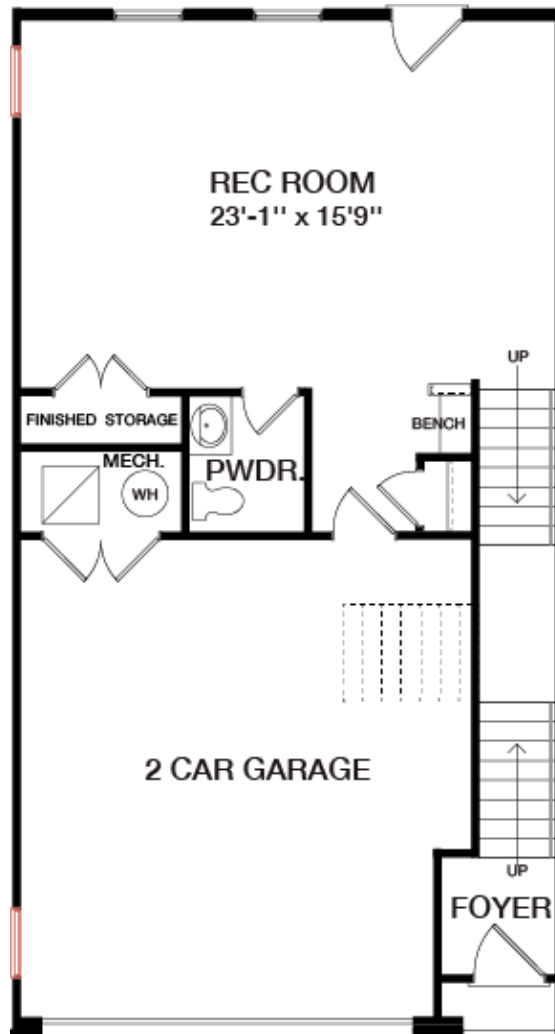 REC ROOM
23'-1'' x 15'9''
UP
FINISHED STORAGE
BENCH
MECH.
PWDR.
WH
2 CAR GARAGE
UP
FOYER